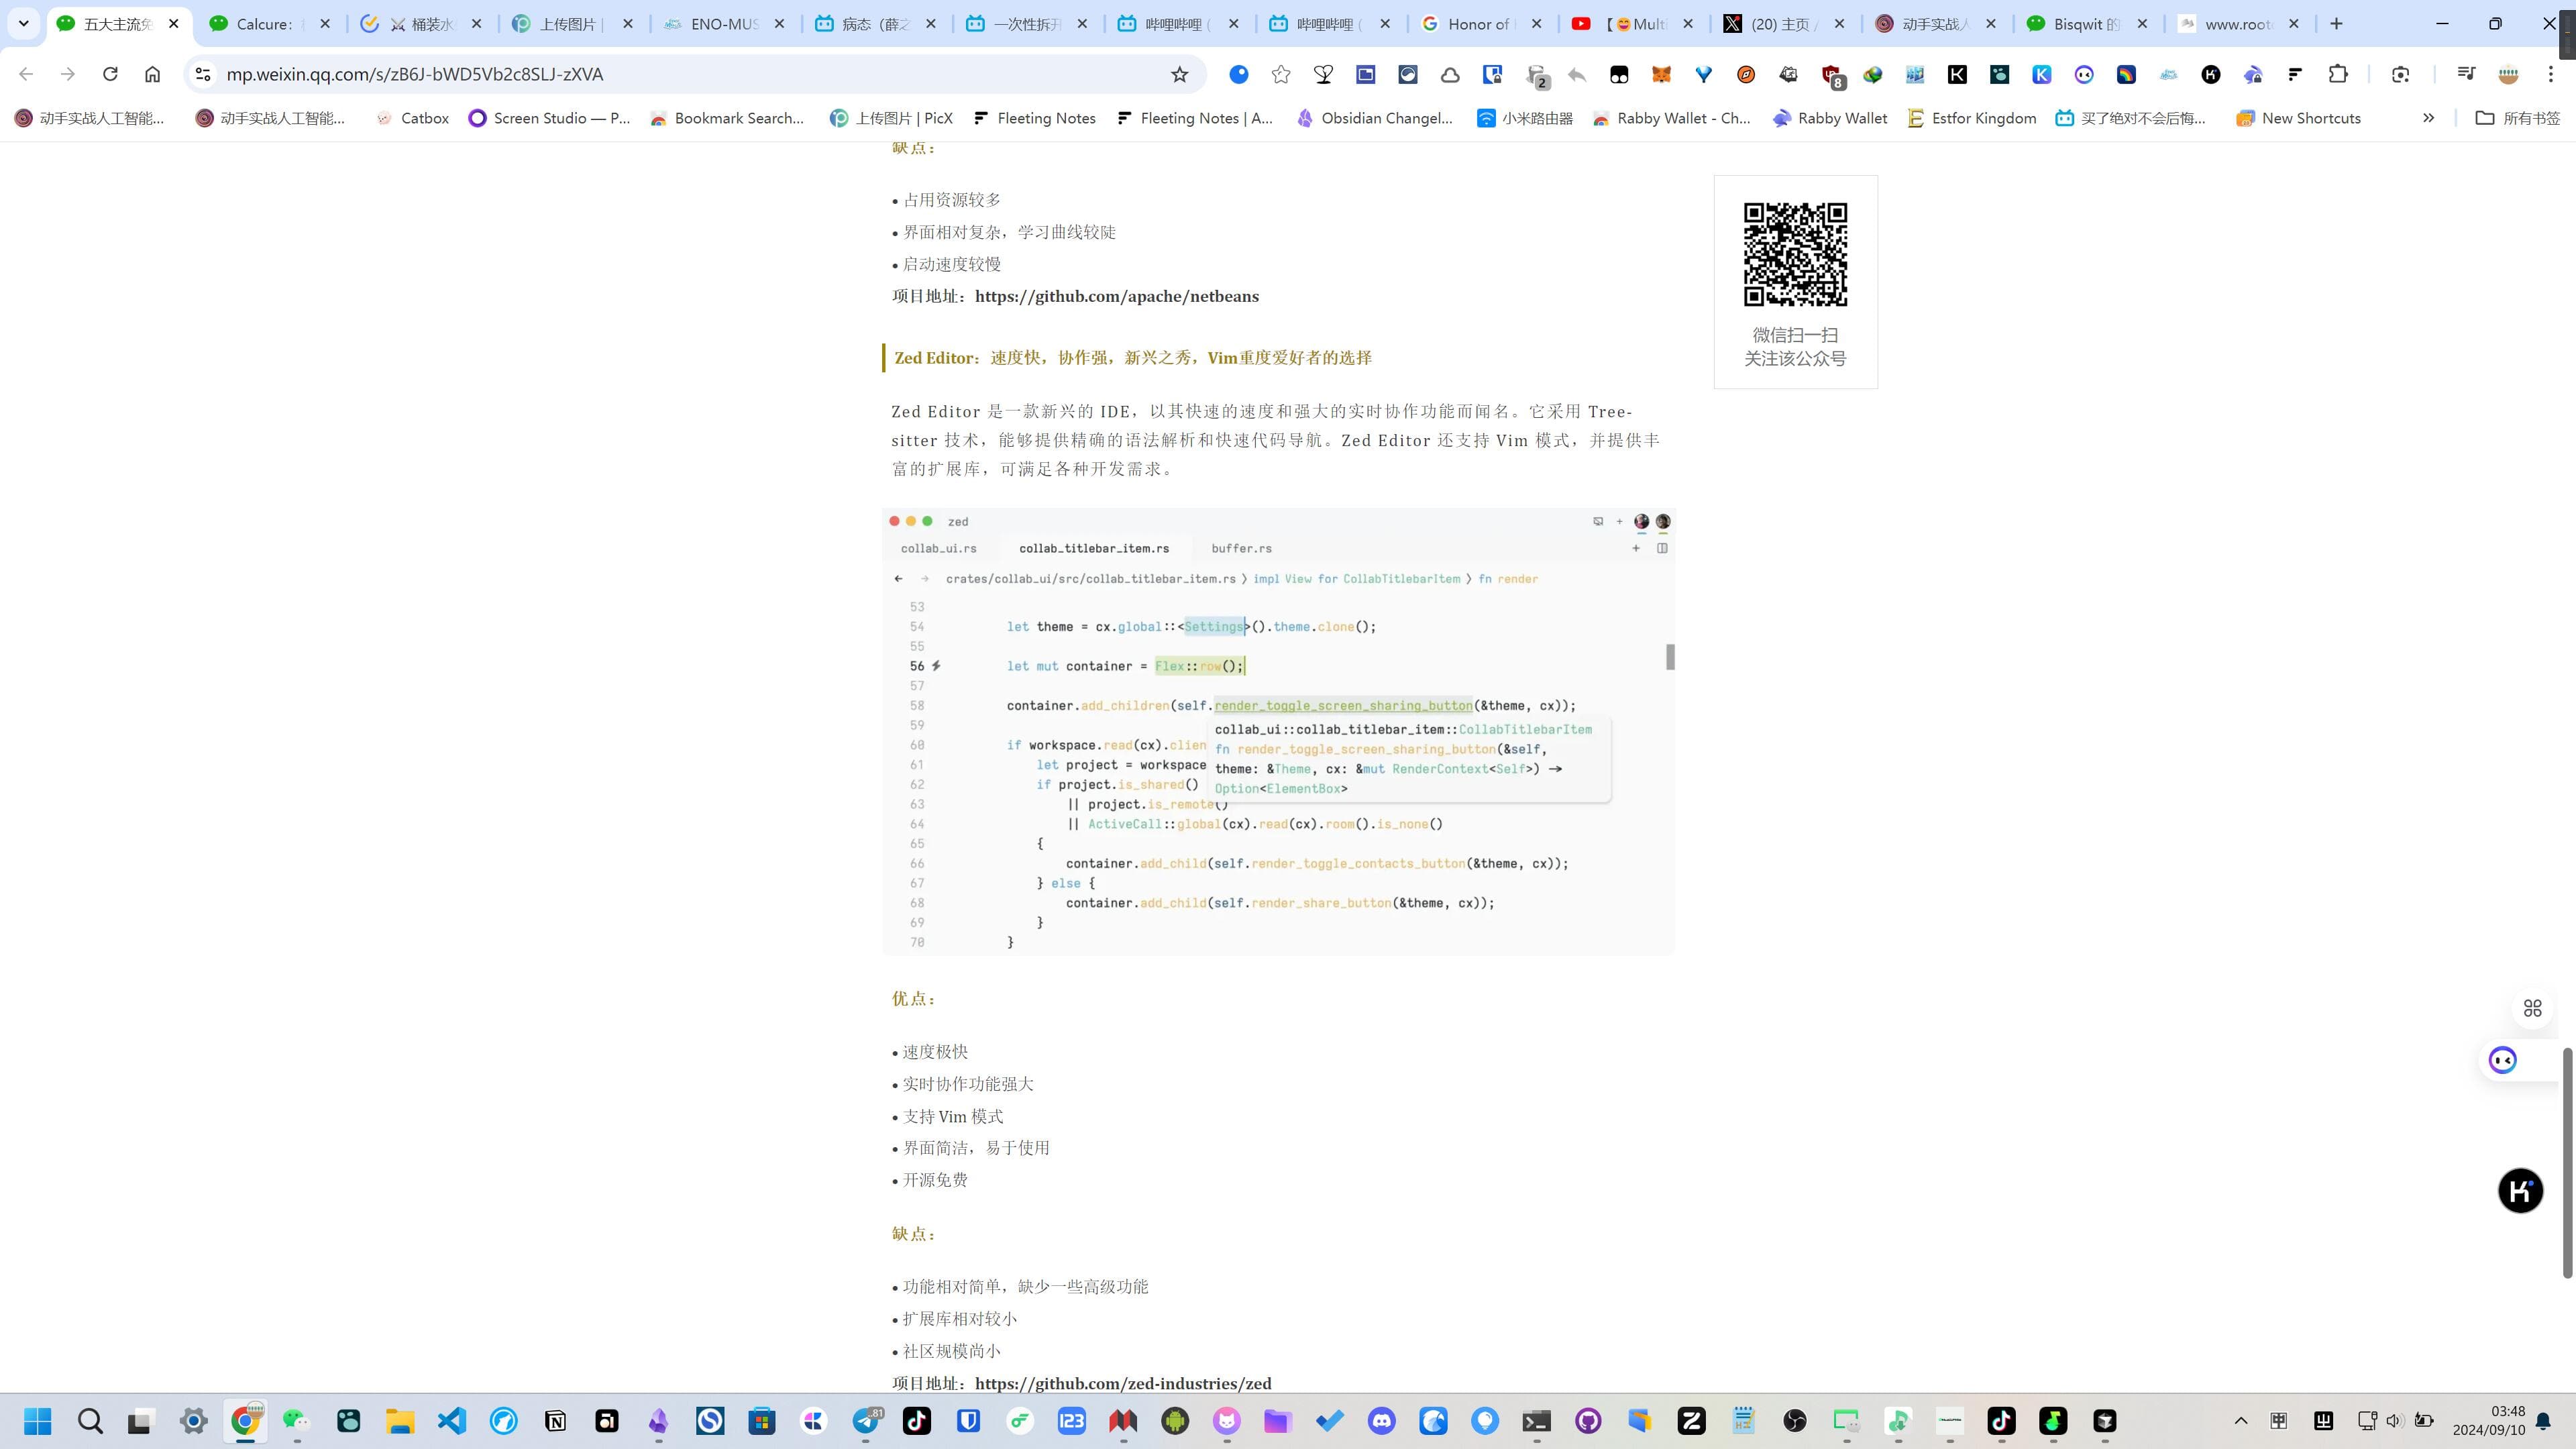 五大主流免
Calcure：
桶装水
上传图片 |
ENO-MUS
病态（薛之
一次性拆开
哔哩哔哩 (
哔哩哔哩 (
Honor of
【😄Multi
(20) 主页 /
动手实战人
Bisqwit 的
www.root
mp.weixin.qq.com/s/zB6J-bWD5Vb2c8SLJ-zXVA
2
8
动手实战人工智能...
动手实战人工智能...
Catbox
Screen Studio — P...
Bookmark Search...
上传图片 | PicX
Fleeting Notes
Fleeting Notes | A...
Obsidian Changel...
小米路由器
Rabby Wallet - Ch...
Rabby Wallet
Estfor Kingdom
买了绝对不会后悔...
New Shortcuts
所有书签
缺点：
• 占用资源较多
• 界面相对复杂，学习曲线较陡
• 启动速度较慢
项目地址：https://github.com/apache/netbeans
微信扫一扫
关注该公众号
Zed Editor：速度快，协作强，新兴之秀，Vim重度爱好者的选择
Zed Editor 是一款新兴的 IDE，以其快速的速度和强大的实时协作功能而闻名。它采用 Tree-
sitter 技术，能够提供精确的语法解析和快速代码导航。Zed Editor 还支持 Vim 模式，并提供丰
富的扩展库，可满足各种开发需求。
zed
collab_ui.rs
collab_titlebar_item.rs
buffer.rs
crates/collab_ui/src/collab_titlebar_item.rs 〉 impl View for CollabTitlebarItem 〉 fn render
53
54 let theme = cx.global::<Settings>().theme.clone();
55
56 let mut container = Flex::row();
57
58 container.add_children(self.render_toggle_screen_sharing_button(&theme, cx));
59 collab_ui::collab_titlebar_item::CollabTitlebarItem
60 if workspace.read(cx).clien fn render_toggle_screen_sharing_button(&self,
61 let project = workspace theme: &Theme, cx: &mut RenderContext<Self>) →
62 if project.is_shared() Option<ElementBox>
63 || project.is_remote()
64 || ActiveCall::global(cx).read(cx).room().is_none()
65 {
66 container.add_child(self.render_toggle_contacts_button(&theme, cx));
67 } else {
68 container.add_child(self.render_share_button(&theme, cx));
69 }
70 }
优点：
• 速度极快
• 实时协作功能强大
• 支持 Vim 模式
• 界面简洁，易于使用
• 开源免费
缺点：
• 功能相对简单，缺少一些高级功能
• 扩展库相对较小
• 社区规模尚小
项目地址：https://github.com/zed-industries/zed
81
123
03:48
2024/09/10